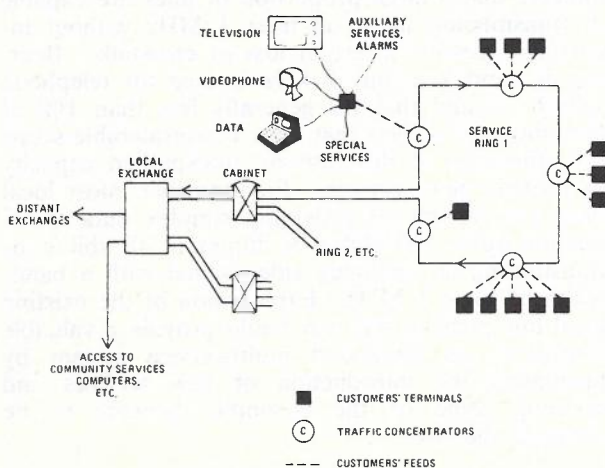 TELEVISION
AUXILIARY
SERVICES,
ALARMS
VIDEOPHONE
DATA
SPECIAL
SERVICES
C
SERVICE
RING 1
C
C
C
C
LOCAL
EXCHANGE
CABINET
DISTANT
EXCHANGES
RING 2, ETC.
ACCESS TO
COMMUNITY SERVICES
COMPUTERS,
ETC.
CUSTOMERS' TERMINALS
C
TRAFFIC CONCENTRATORS
CUSTOMERS' FEEDS